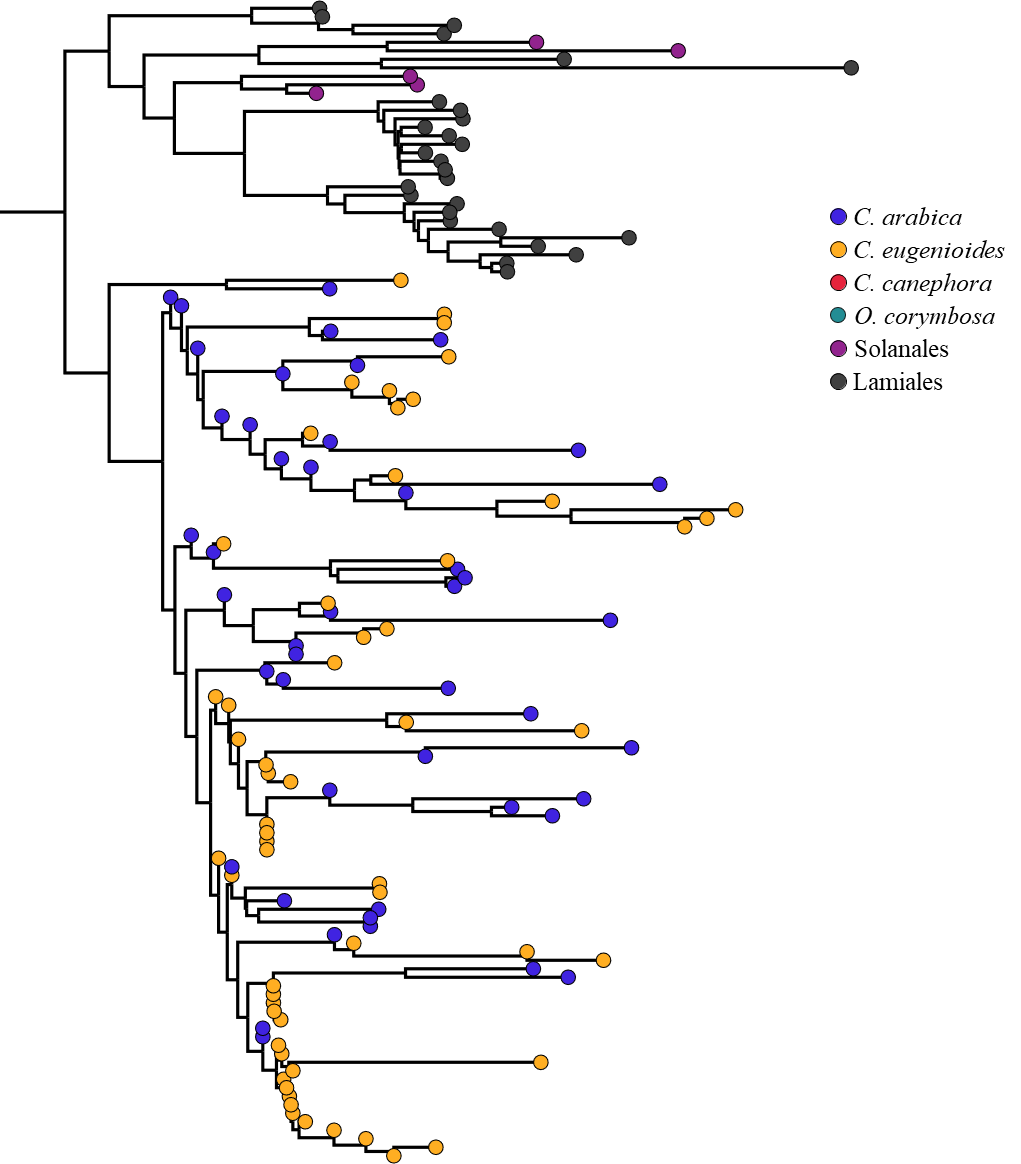 C. arabica
C. eugenioides
C. canephora
O. corymbosa
Solanales
Lamiales